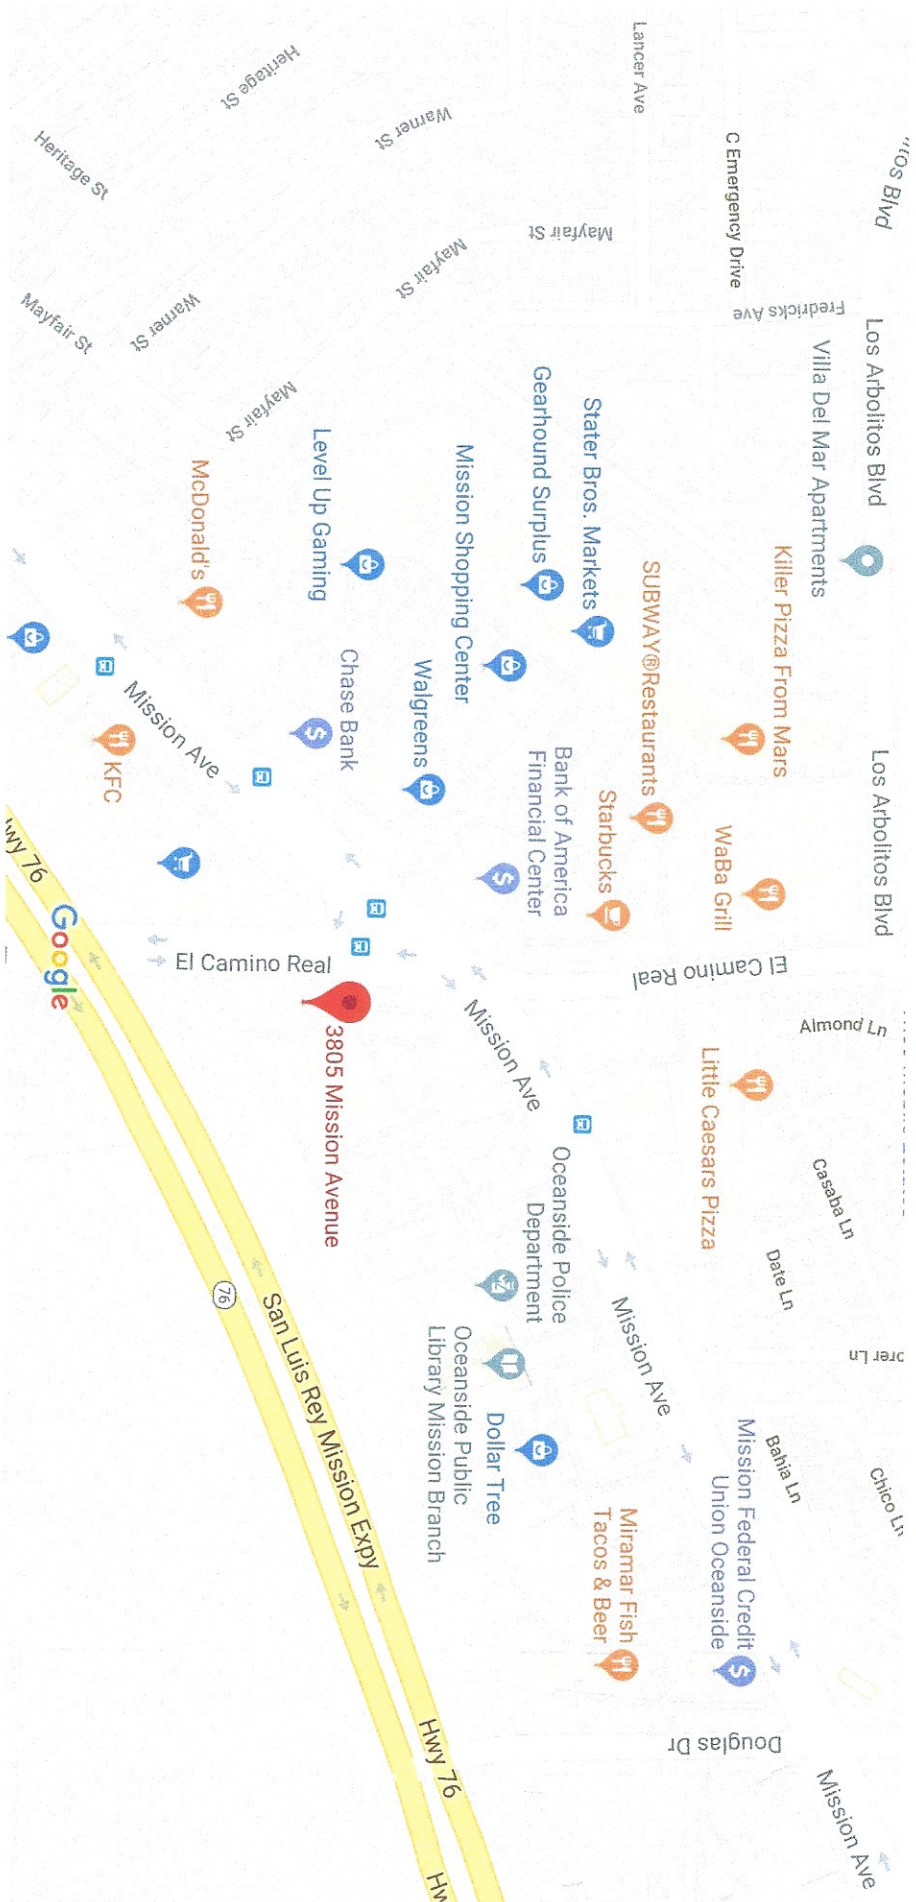 Los Arbolitos Blvd
Los Arbolitos Blvd
Villa Del Mar Apartments
Fredricks Ave
C Emergency Drive
Lancer Ave
Killer Pizza From Mars
WaBa Grill
El Camino Real
Almond Ln
Casaba Ln
Date Ln
Bahia Ln
Chico Ln
Little Caesars Pizza
Mission Federal Credit
Union Oceanside
Mission Ave
Douglas Dr
SUBWAY®Restaurants
Starbucks
Stater Bros. Markets
Gearhound Surplus
Bank of America
Financial Center
Mayfair St
Mission Ave
Miramar Fish
Tacos & Beer
Oceanside Police
Department
Mission Ave
Dollar Tree
Oceanside Public
Library Mission Branch
Mission Shopping Center
Walgreens
Warner St
Mayfair St
Chase Bank
Level Up Gaming
3805 Mission Avenue
El Camino Real
Heritage St
Mayfair St
McDonald's
Mission Ave
KFC
Warner St
Heritage St
Mayfair St
Hwy 76
San Luis Rey Mission Expy
76
Hwy 76
Google